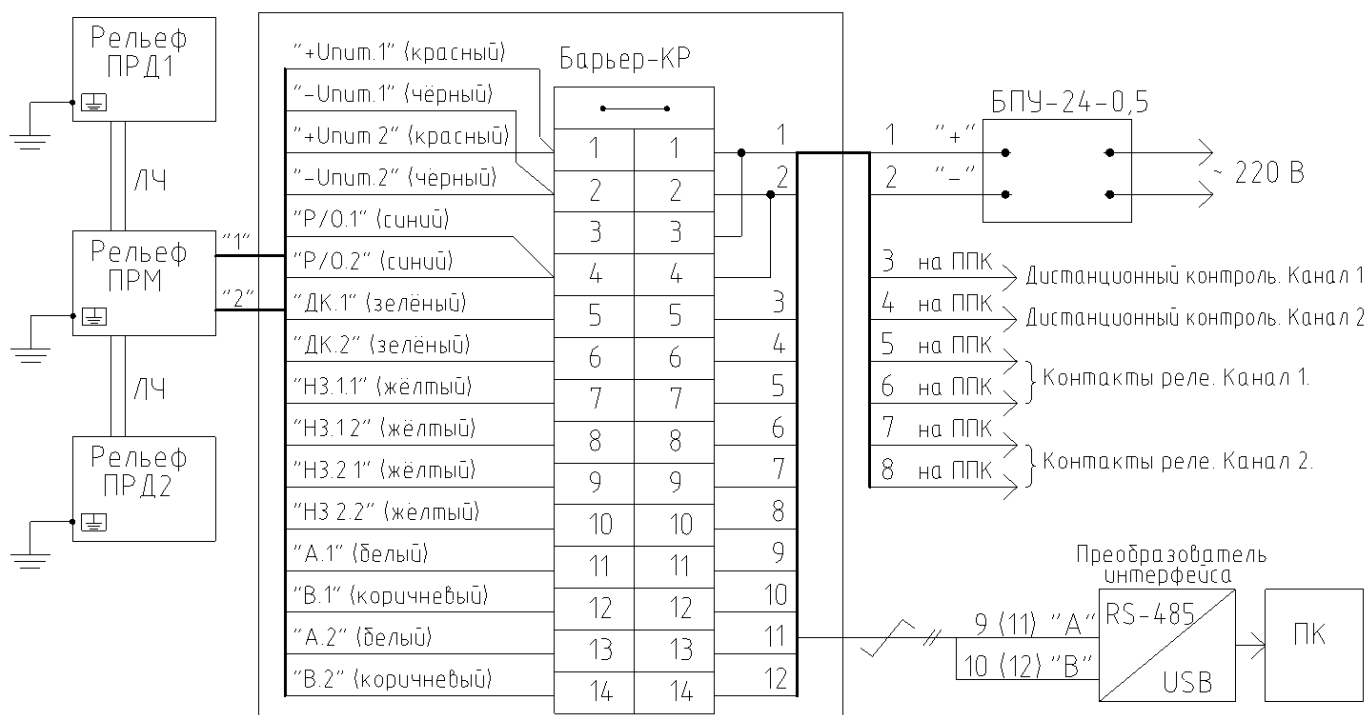 Рельеф
ПРД1
ЛЧ
Рельеф
ПРМ
ЛЧ
Рельеф
ПРД2
"1"
"2"
"+Uпит.1" (красный)
"-Uпит.1" (чёрный)
"+Uпит 2" (красный)
"-Uпит.2" (чёрный)
"Р/О.1" (синий)
"Р/О.2" (синий)
"ДК.1" (зелёный)
"ДК.2" (зелёный)
"НЗ.1.1" (жёлтый)
"НЗ.1 2" (жёлтый)
"НЗ.2 1" (жёлтый)
"НЗ 2.2" (жёлтый)
"А.1" (белый)
"В.1" (коричневый)
"А.2" (белый)
"В.2" (коричневый)
Барьер-КР
1 1
2 2
3 3
4 4
5 5
6 6
7 7
8 8
9 9
10 10
11 11
12 12
13 13
14 14
1
2
3
4
5
6
7
8
9
10
11
12
БПУ-24-0,5
1 "+"
2 "-"
~ 220 В
3 на ППК Дистанционный контроль. Канал 1
4 на ППК Дистанционный контроль. Канал 2
5 на ППК
6 на ППК
Контакты реле. Канал 1.
7 на ППК
8 на ППК
Контакты реле. Канал 2.
Преобразователь
интерфейса
9 (11) "А"
10 (12) "В"
RS-485
USB
ПК